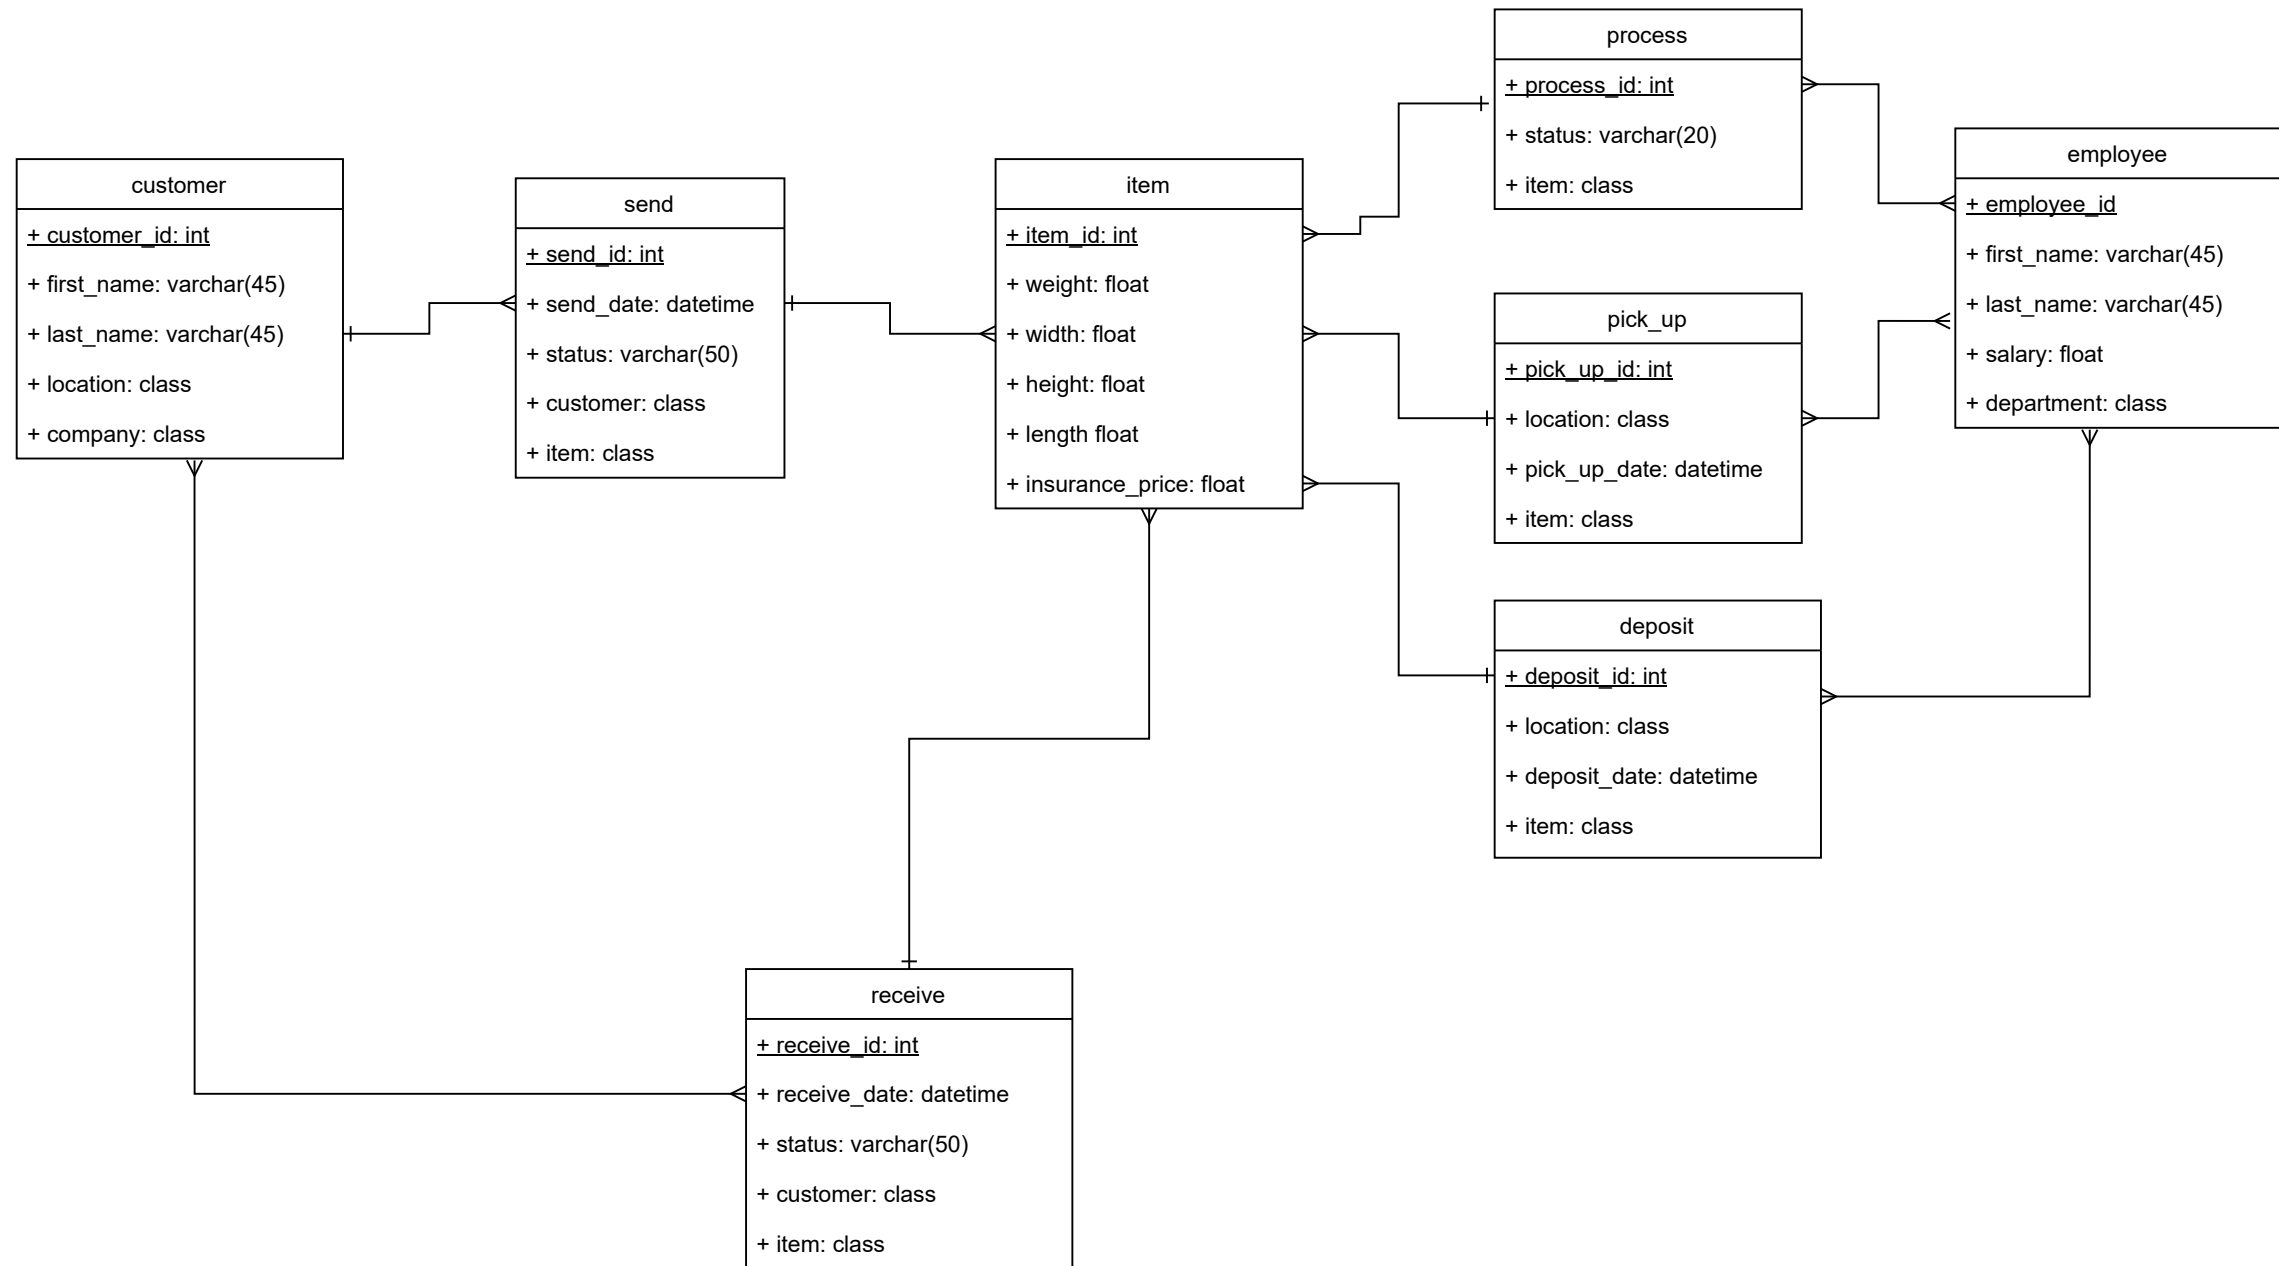 customer
+ customer_id: int
+ first_name: varchar(45)
+ last_name: varchar(45)
+ location: class
+ company: class
send
+ send_id: int
+ send_date: datetime
+ status: varchar(50)
+ customer: class
+ item: class
item
+ item_id: int
+ weight: float
+ width: float
+ height: float
+ length float
+ insurance_price: float
process
+ process_id: int
+ status: varchar(20)
+ item: class
pick_up
+ pick_up_id: int
+ location: class
+ pick_up_date: datetime
+ item: class
deposit
+ deposit_id: int
+ location: class
+ deposit_date: datetime
+ item: class
employee
+ employee_id
+ first_name: varchar(45)
+ last_name: varchar(45)
+ salary: float
+ department: class
receive
+ receive_id: int
+ receive_date: datetime
+ status: varchar(50)
+ customer: class
+ item: class